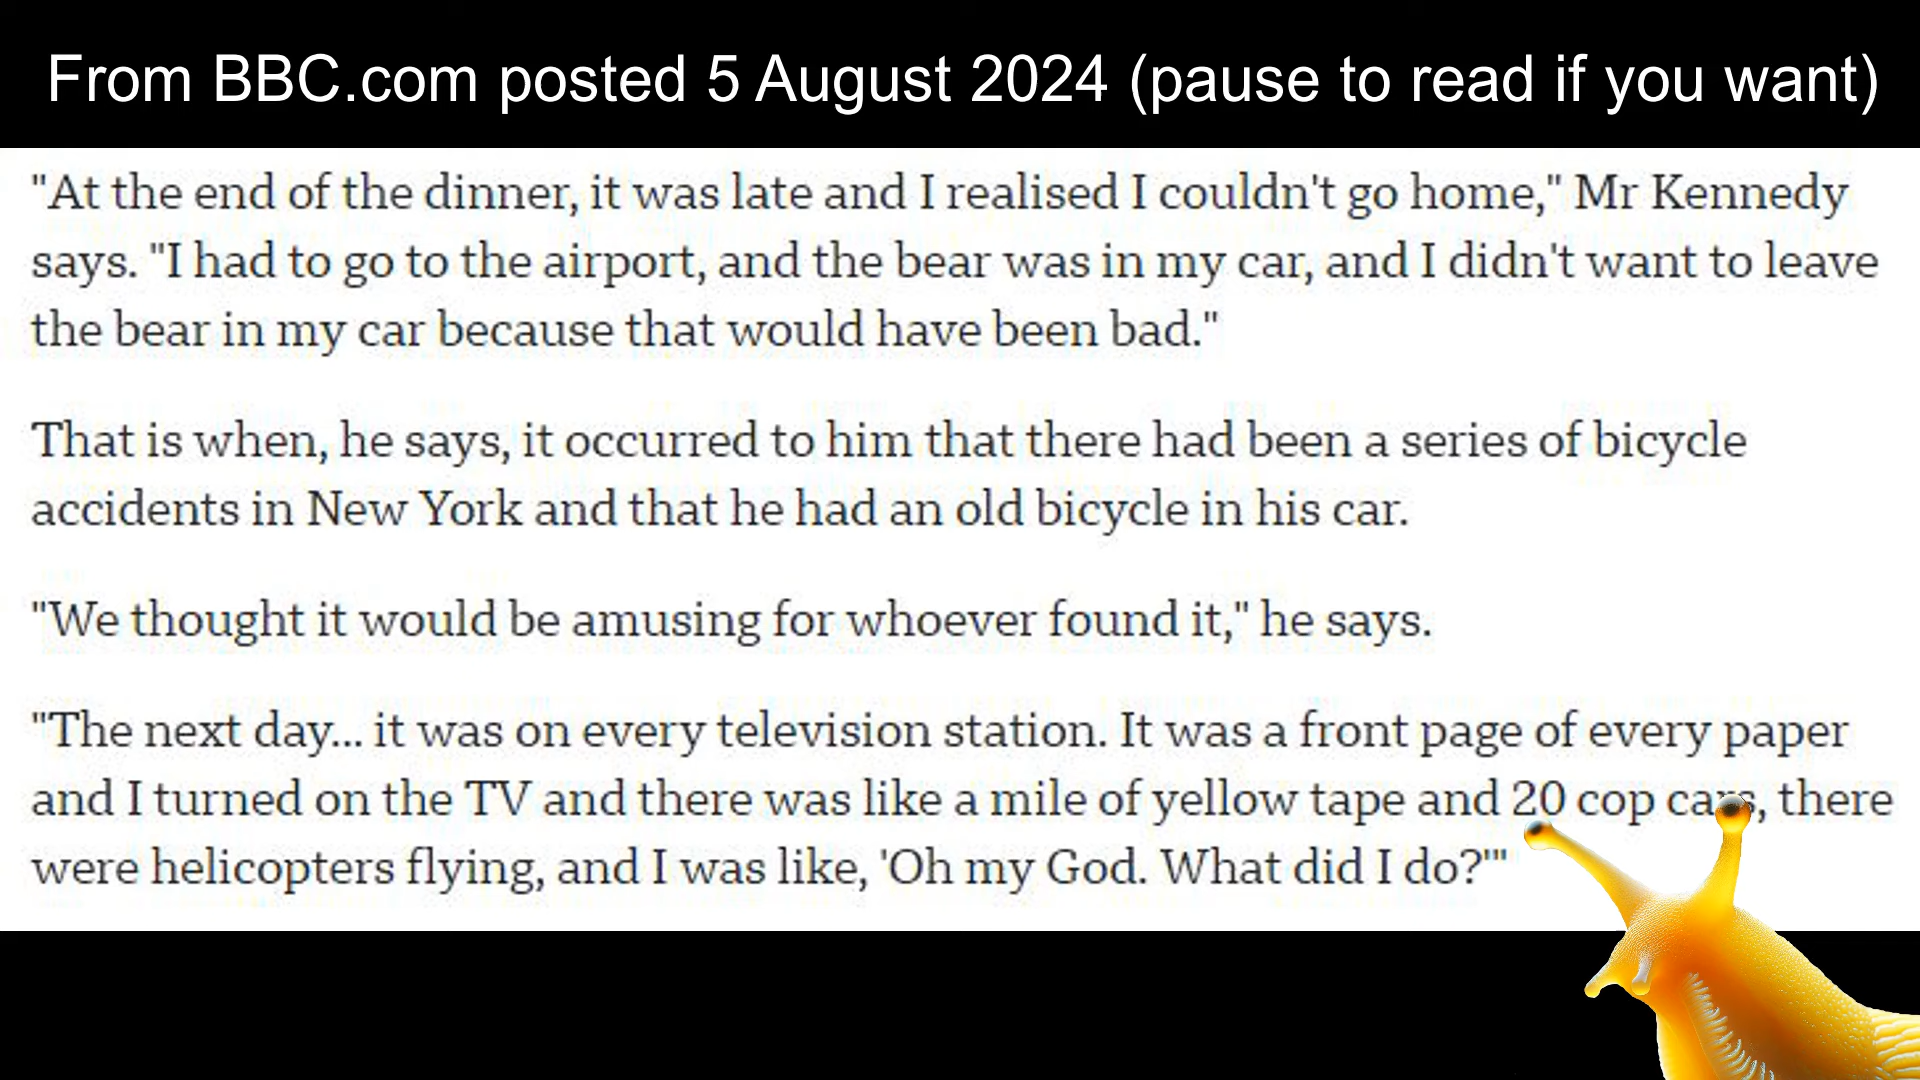 From BBC.com posted 5 August 2024 (pause to read if you want)
"At the end of the dinner, it was late and I realised I couldn't go home," Mr Kennedy
says. "I had to go to the airport, and the bear was in my car, and I didn't want to leave
the bear in my car because that would have been bad."
That is when, he says, it occurred to him that there had been a series of bicycle
accidents in New York and that he had an old bicycle in his car.
"We thought it would be amusing for whoever found it," he says.
"The next day... it was on every television station. It was a front page of every paper
and I turned on the TV and there was like a mile of yellow tape and 20 cop cars, there
were helicopters flying, and I was like, 'Oh my God. What did I do?'"